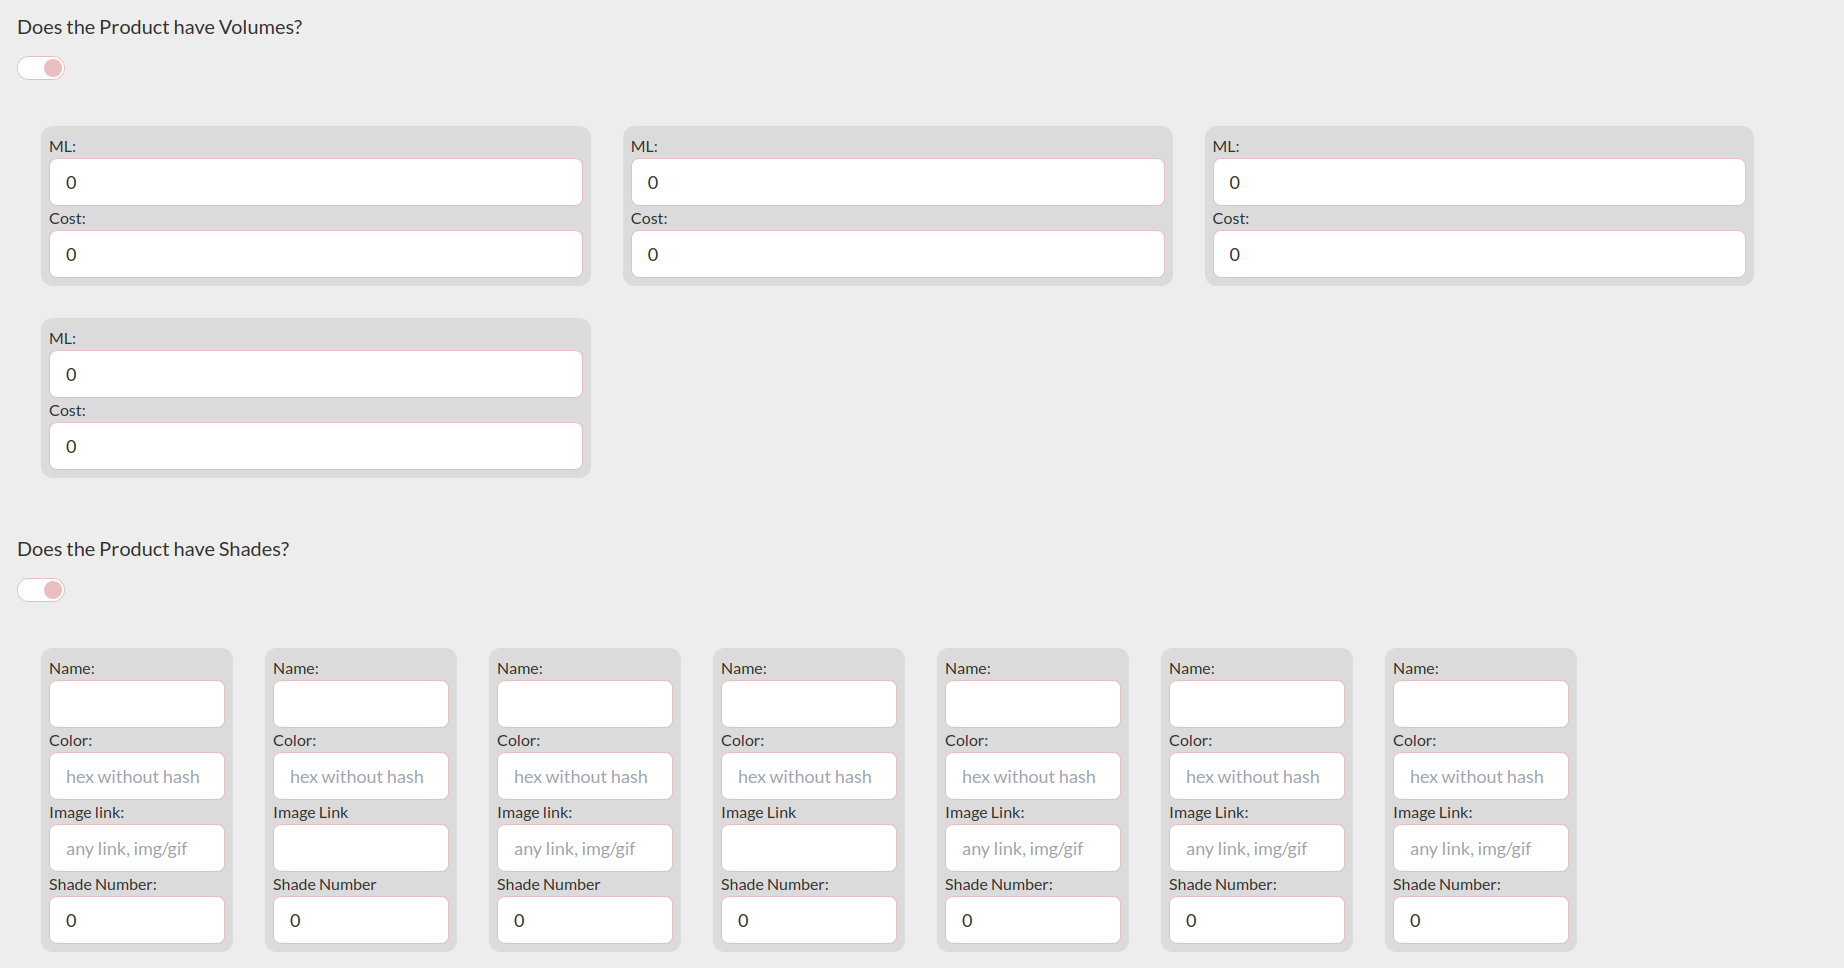 Does the Product have Volumes?
ML: ML: ML:
0 0 0
Cost: Cost: Cost:
0 0 0
ML:
0
Cost:
0
Does the Product have Shades?
Name: Name: Name: Name: Name: Name: Name:
Color: Color: Color: Color: Color: Color: Color:
hex without hash hex without hash hex without hash hex without hash hex without hash hex without hash hex without hash
Image link: Image Link Image link: Image Link Image Link: Image Link: Image Link:
any link, img/gif any link, img/gif any link, img/gif any link, img/gif any link, img/gif
Shade Number: Shade Number Shade Number Shade Number: Shade Number: Shade Number: Shade Number:
0 0 0 0 0 0 0